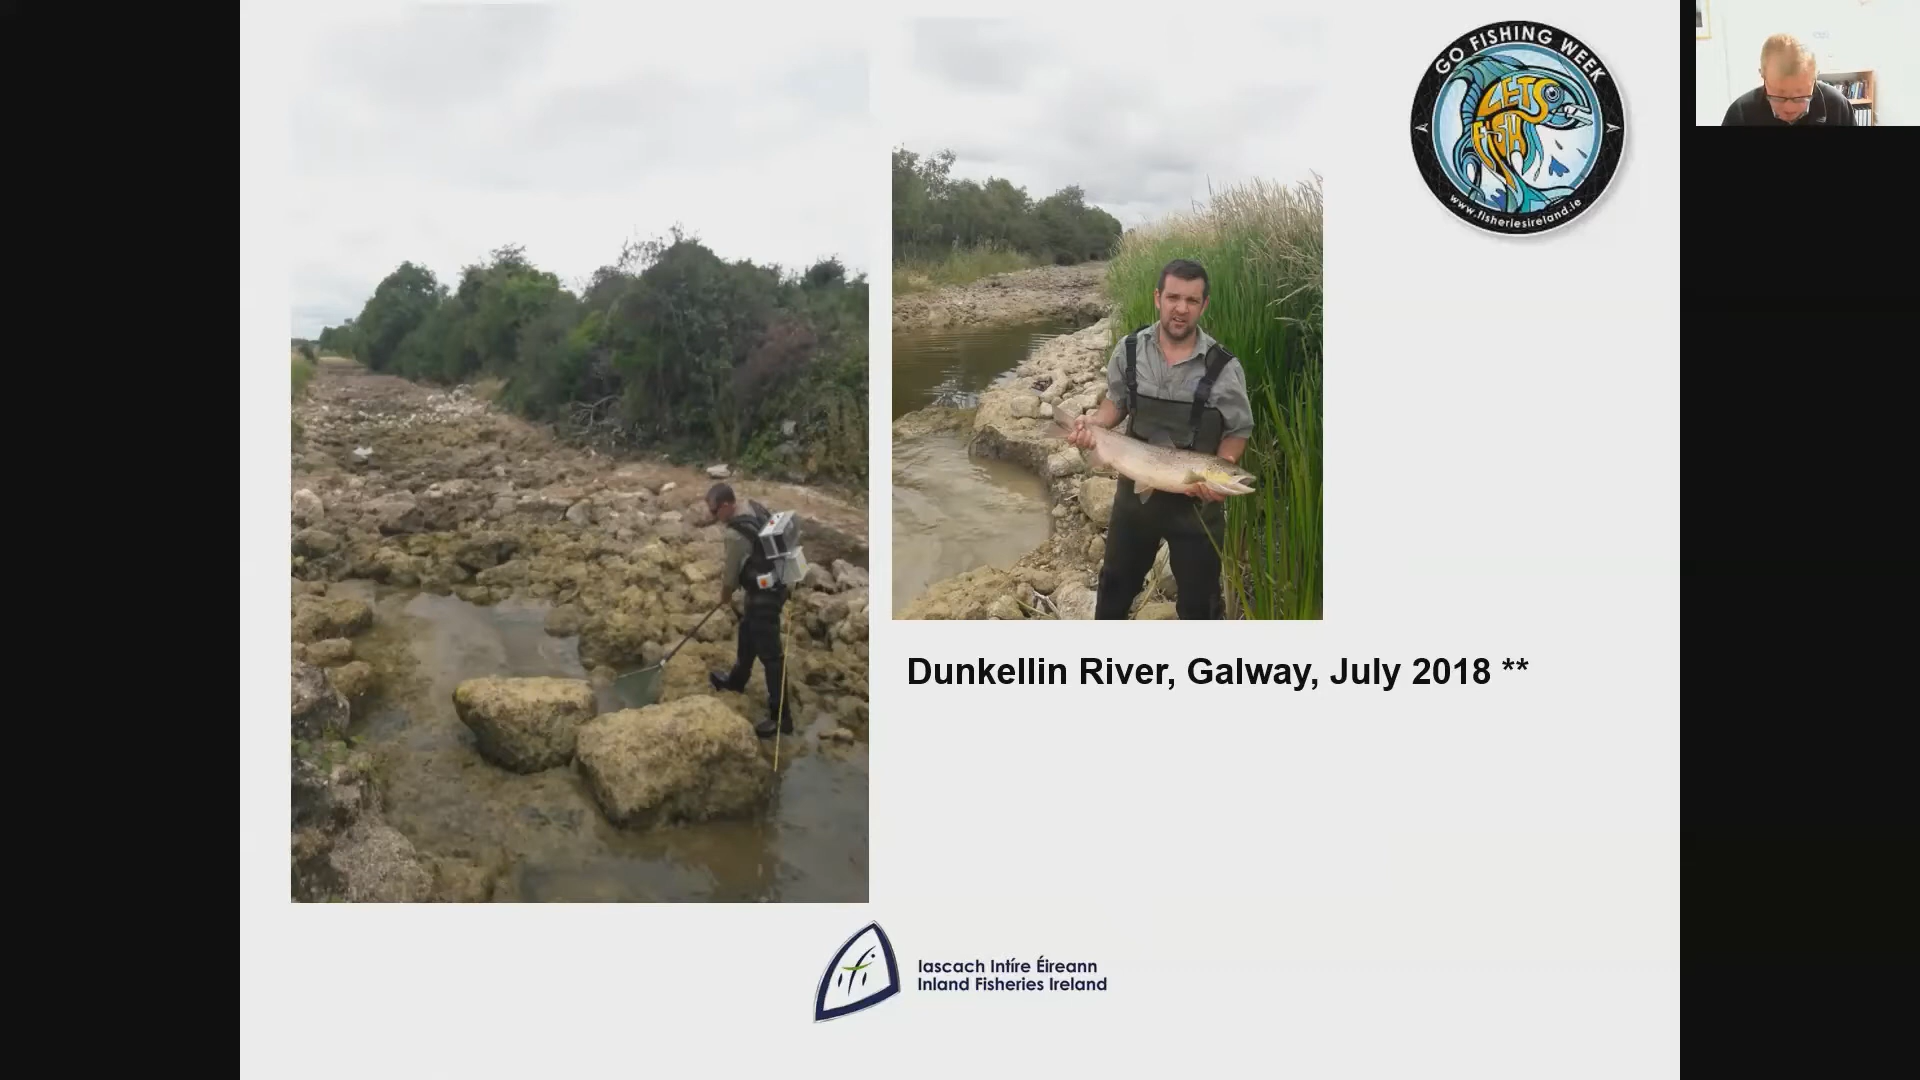 GO FISHING WEEK
LETS
FISH
www.fisheriesireland.ie
Dunkellin River, Galway, July 2018 **
ifi
Iascach Intíre Éireann
Inland Fisheries Ireland